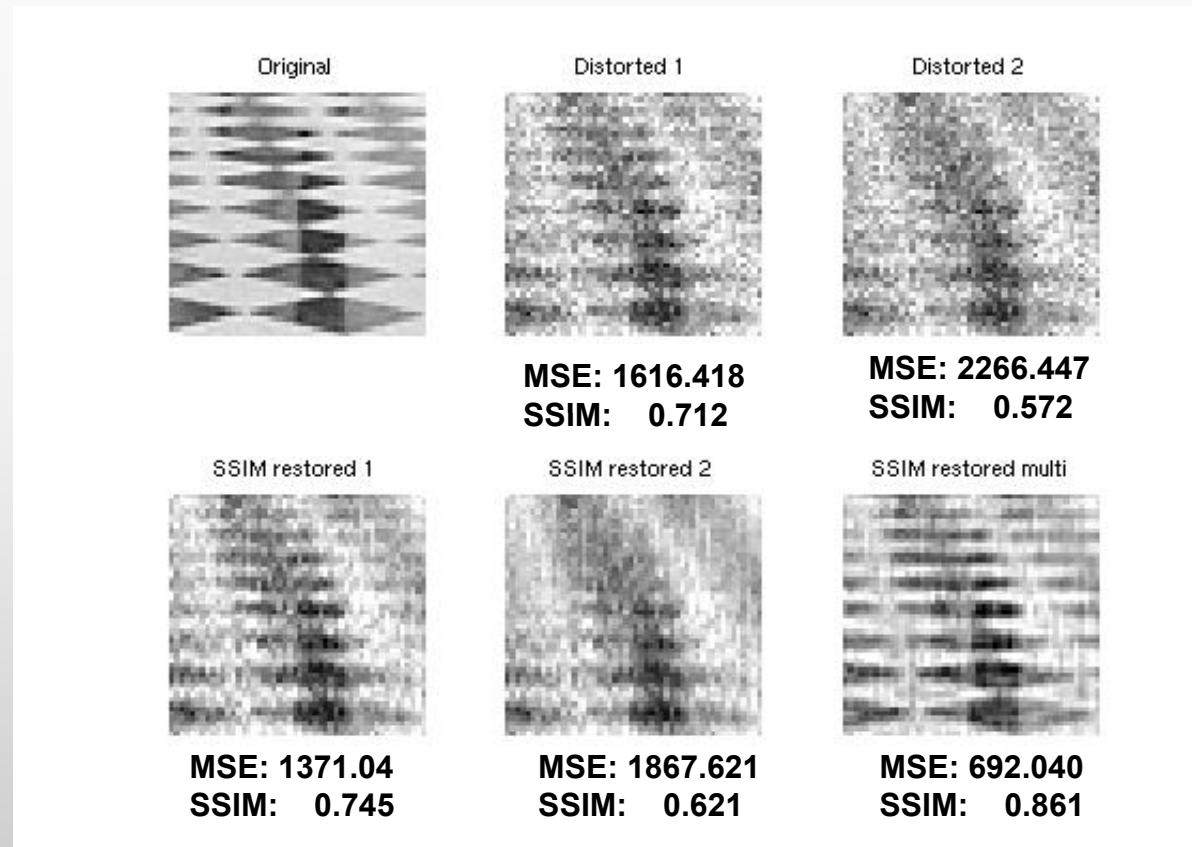 Original
Distorted 1
Distorted 2
MSE: 1616.418
SSIM: 0.712
MSE: 2266.447
SSIM: 0.572
SSIM restored 1
SSIM restored 2
SSIM restored multi
MSE: 1371.04
SSIM: 0.745
MSE: 1867.621
SSIM: 0.621
MSE: 692.040
SSIM: 0.861